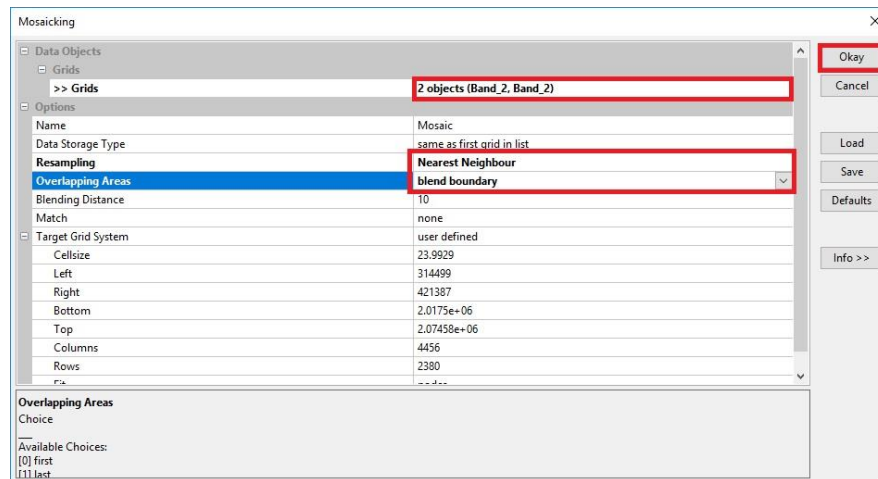 Mosaicking
Data Objects
Grids
>> Grids 2 objects (Band_2, Band_2)
Options
Name Mosaic
Data Storage Type same as first grid in list
Resampling Nearest Neighbour
Overlapping Areas blend boundary
Blending Distance 10
Match none
Target Grid System user defined
Cellsize 23.9929
Left 314499
Right 421387
Bottom 2.0175e+06
Top 2.07458e+06
Columns 4456
Rows 2380
Fit nodes
Overlapping Areas
Choice
__
Available Choices:
[0] first
[1] last
Okay
Cancel
Load
Save
Defaults
Info >>